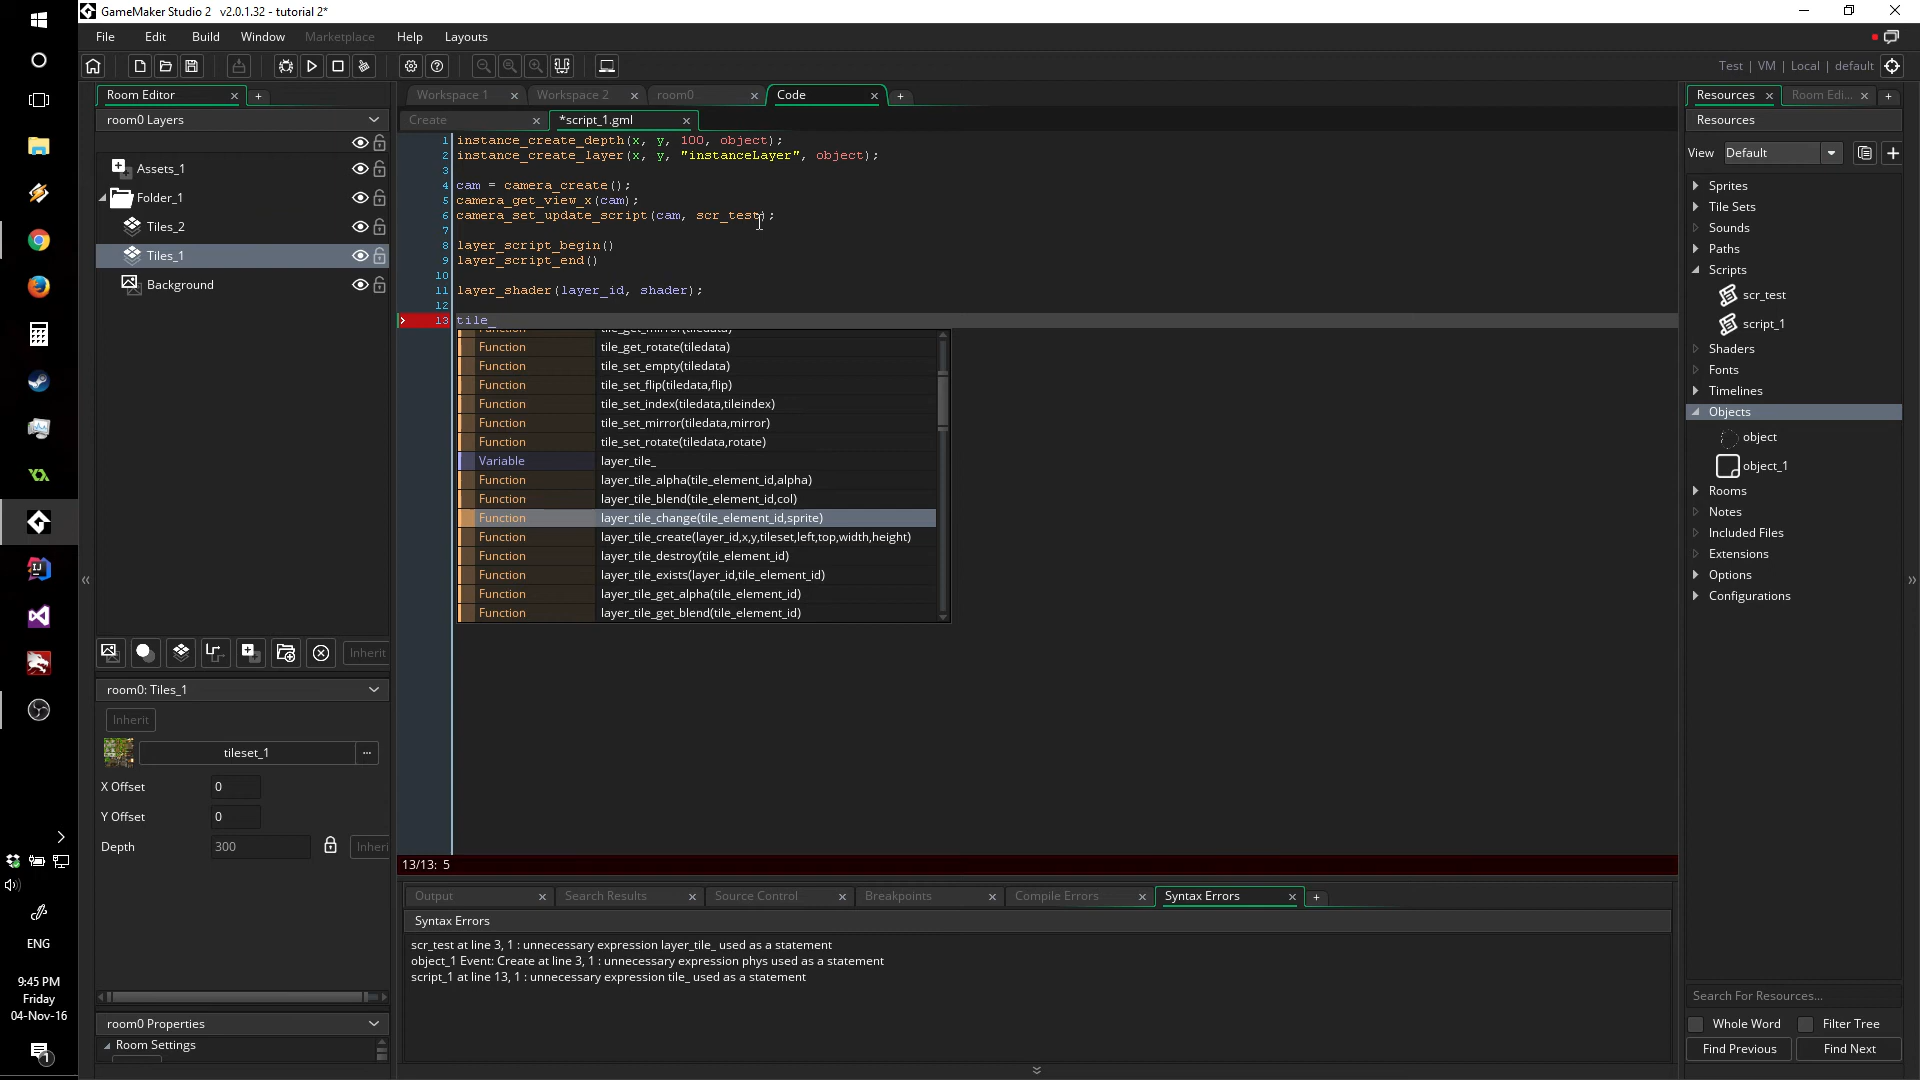 GameMaker Studio 2   v2.0.1.32 - tutorial 2*
File Edit Build Window Marketplace Help Layouts
Test | VM | Local | default
Room Editor
room0 Layers
Assets_1
Folder_1
Tiles_2
Tiles_1
Background
Inherit
room0: Tiles_1
Inherit
tileset_1
...
X Offset 0
Y Offset 0
Depth 300
Inheri
room0 Properties
Room Settings
Workspace 1 Workspace 2 room0 Code
Create *script_1.gml
1 instance_create_depth(x, y, 100, object);
2 instance_create_layer(x, y, "instanceLayer", object);
3
4 cam = camera_create();
5 camera_get_view_x(cam);
6 camera_set_update_script(cam, scr_test);
7
8 layer_script_begin()
9 layer_script_end()
10
11 layer_shader(layer_id, shader);
12
13 tile_
Function tile_get_mirror(tiledata)
Function tile_get_rotate(tiledata)
Function tile_set_empty(tiledata)
Function tile_set_flip(tiledata,flip)
Function tile_set_index(tiledata,tileindex)
Function tile_set_mirror(tiledata,mirror)
Function tile_set_rotate(tiledata,rotate)
Variable layer_tile_
Function layer_tile_alpha(tile_element_id,alpha)
Function layer_tile_blend(tile_element_id,col)
Function layer_tile_change(tile_element_id,sprite)
Function layer_tile_create(layer_id,x,y,tileset,left,top,width,height)
Function layer_tile_destroy(tile_element_id)
Function layer_tile_exists(layer_id,tile_element_id)
Function layer_tile_get_alpha(tile_element_id)
Function layer_tile_get_blend(tile_element_id)
13/13: 5
Output Search Results Source Control Breakpoints Compile Errors Syntax Errors
Syntax Errors
scr_test at line 3, 1 : unnecessary expression layer_tile_ used as a statement
object_1 Event: Create at line 3, 1 : unnecessary expression phys used as a statement
script_1 at line 13, 1 : unnecessary expression tile_ used as a statement
Resources Room Edi...
Resources
View Default
Sprites
Tile Sets
Sounds
Paths
Scripts
scr_test
script_1
Shaders
Fonts
Timelines
Objects
object
object_1
Rooms
Notes
Included Files
Extensions
Options
Configurations
Search For Resources...
Whole Word Filter Tree
Find Previous Find Next
ENG
9:45 PM
Friday
04-Nov-16
1